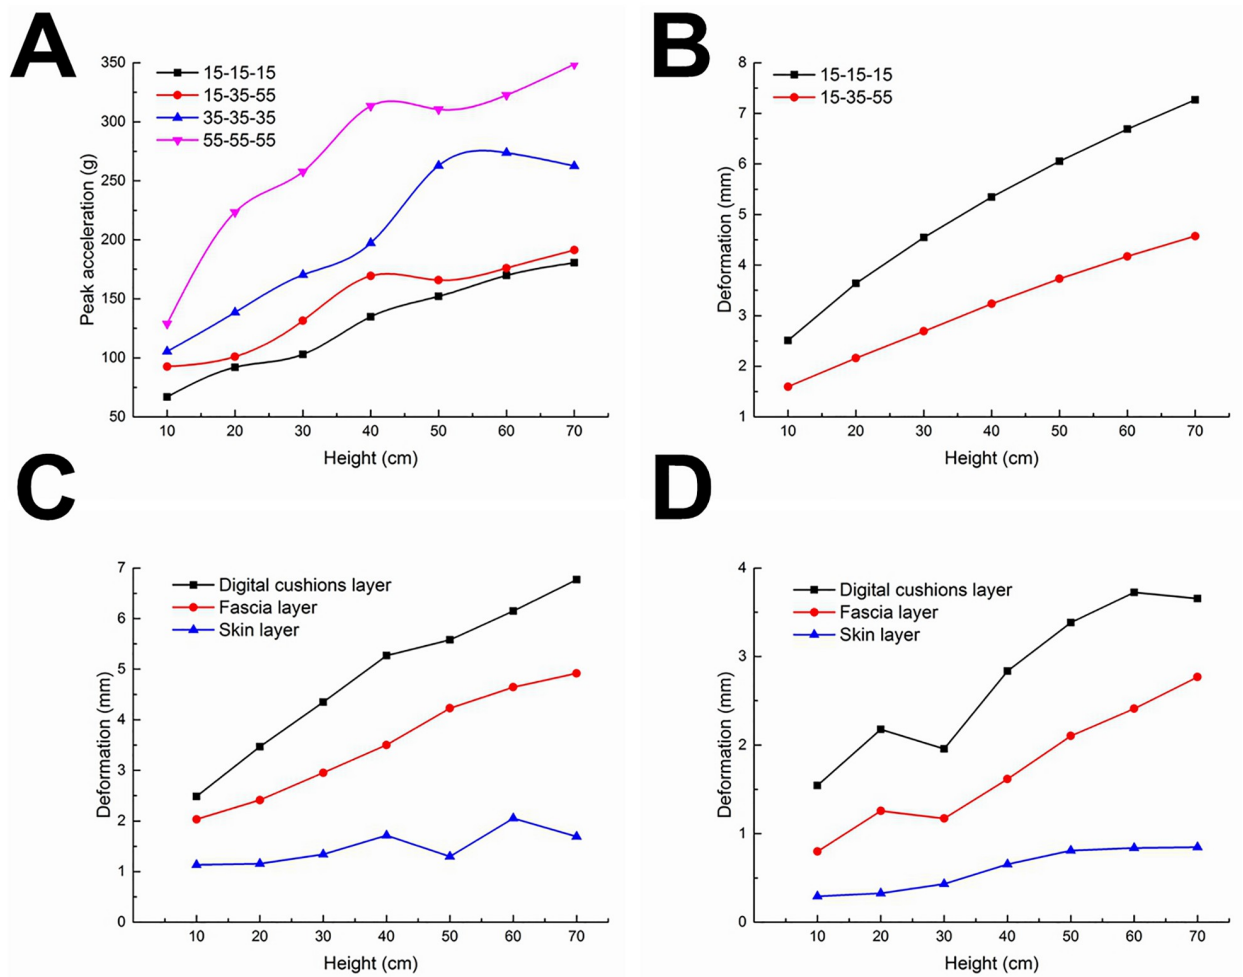 A
350
300
250
200
150
100
50
Peak acceleration (g)
15-15-15
15-35-55
35-35-35
55-55-55
10 20 30 40 50 60 70
Height (cm)
B
8
7
6
5
4
3
2
1
Deformation (mm)
15-15-15
15-35-55
10 20 30 40 50 60 70
Height (cm)
C
7
6
5
4
3
2
1
0
Deformation (mm)
Digital cushions layer
Fascia layer
Skin layer
10 20 30 40 50 60 70
Height (cm)
D
4
3
2
1
0
Deformation (mm)
Digital cushions layer
Fascia layer
Skin layer
10 20 30 40 50 60 70
Height (cm)